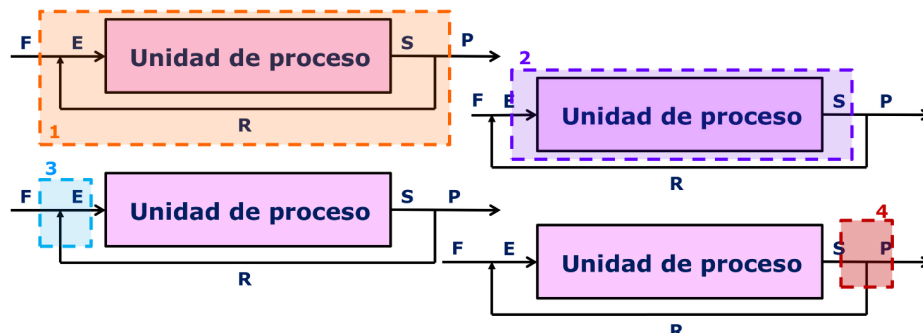 F E Unidad de proceso S P
R
1
2
F E Unidad de proceso S P
R
3
F E Unidad de proceso S P
R
4
F E Unidad de proceso S P
R